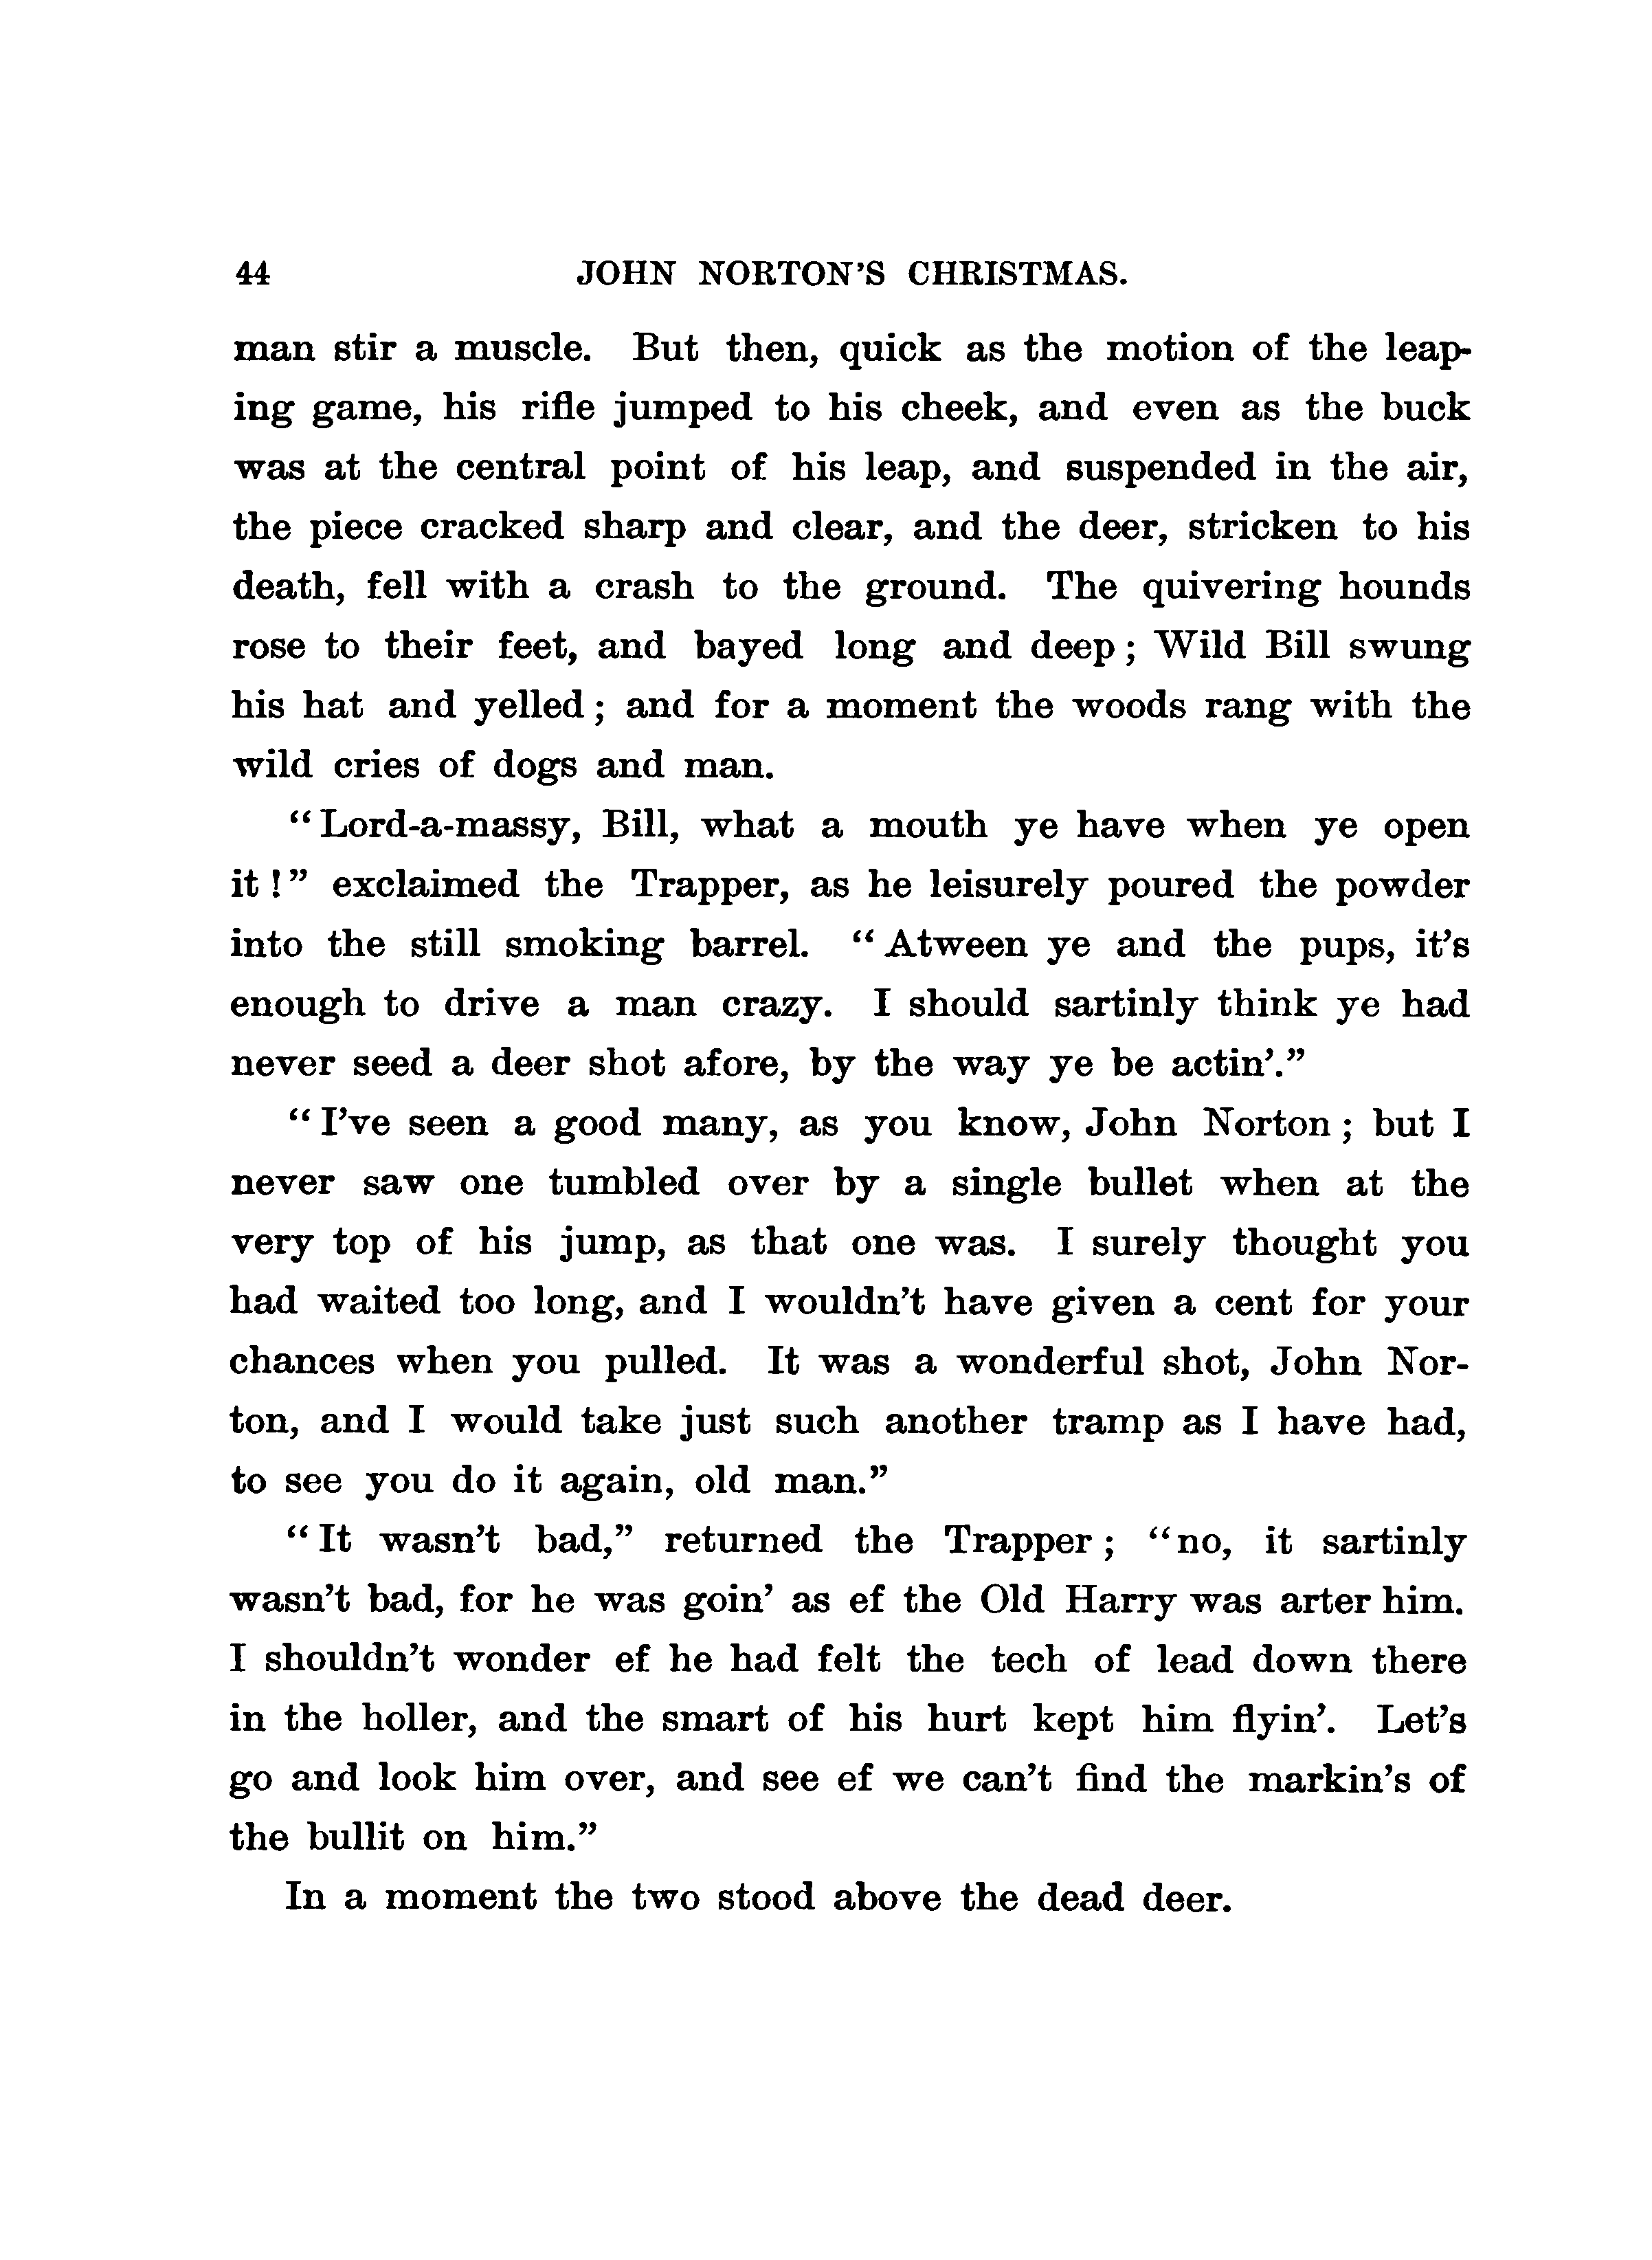 44 JOHN NORTON'S CHRISTMAS.
man stir a muscle. But then, quick as the motion of the leap-
ing game, his rifle jumped to his cheek, and even as the buck
was at the central point of his leap, and suspended in the air,
the piece cracked sharp and clear, and the deer, stricken to his
death, fell with a crash to the ground. The quivering hounds
rose to their feet, and bayed long and deep; Wild Bill swung
his hat and yelled; and for a moment the woods rang with the
wild cries of dogs and man.
“Lord-a-massy, Bill, what a mouth ye have when ye open
it!” exclaimed the Trapper, as he leisurely poured the powder
into the still smoking barrel. “Atween ye and the pups, it’s
enough to drive a man crazy. I should sartinly think ye had
never seed a deer shot afore, by the way ye be actin’.”
“I’ve seen a good many, as you know, John Norton; but I
never saw one tumbled over by a single bullet when at the
very top of his jump, as that one was. I surely thought you
had waited too long, and I wouldn’t have given a cent for your
chances when you pulled. It was a wonderful shot, John Nor-
ton, and I would take just such another tramp as I have had,
to see you do it again, old man.”
“It wasn’t bad,” returned the Trapper; “no, it sartinly
wasn’t bad, for he was goin’ as ef the Old Harry was arter him.
I shouldn’t wonder ef he had felt the tech of lead down there
in the holler, and the smart of his hurt kept him flyin’. Let’s
go and look him over, and see ef we can’t find the markin’s of
the bullit on him.”
In a moment the two stood above the dead deer.